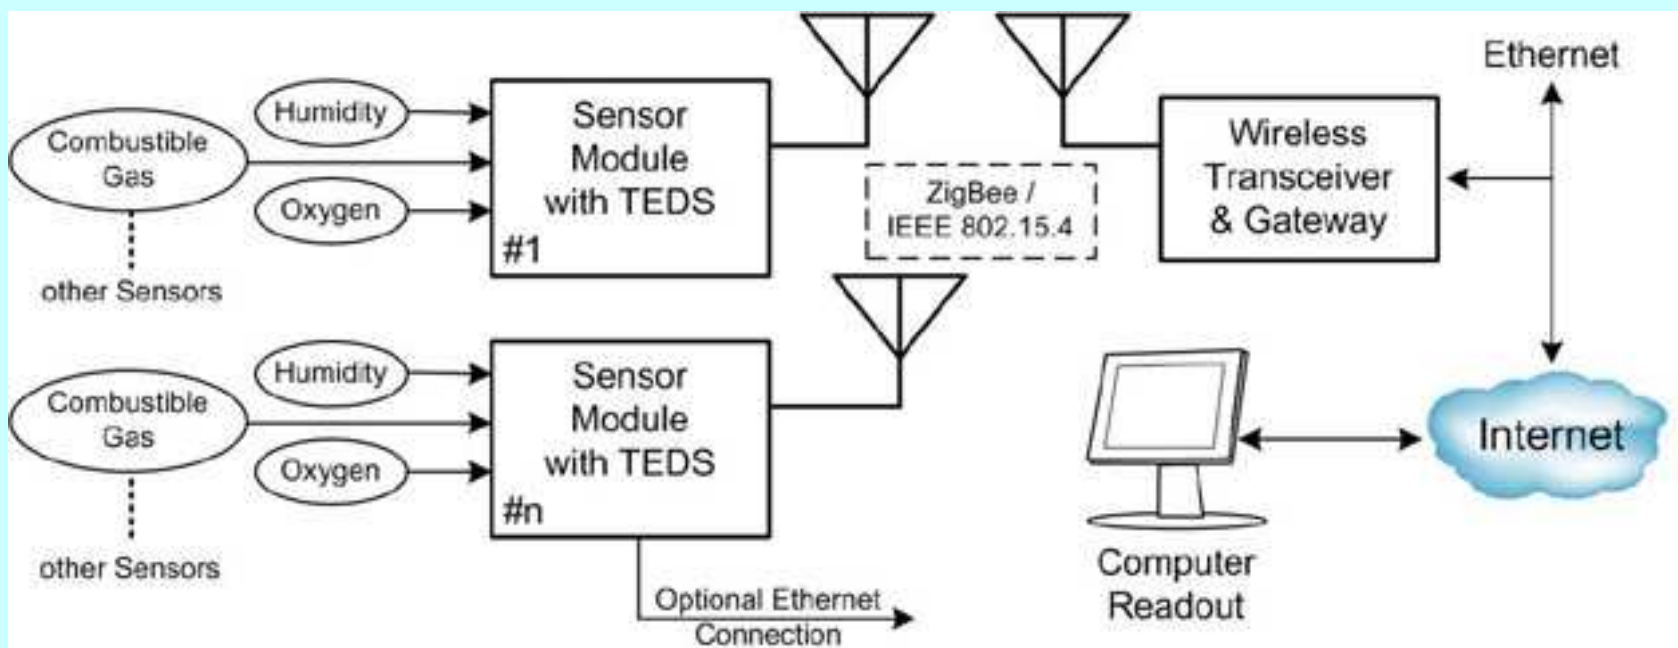 Humidity
Combustible
Gas
Oxygen
other Sensors
Sensor
Module
with TEDS
#1
ZigBee /
IEEE 802.15.4
Wireless
Transceiver
& Gateway
Ethernet
Humidity
Combustible
Gas
Oxygen
other Sensors
Sensor
Module
with TEDS
#n
Optional Ethernet
Connection
Computer
Readout
Internet